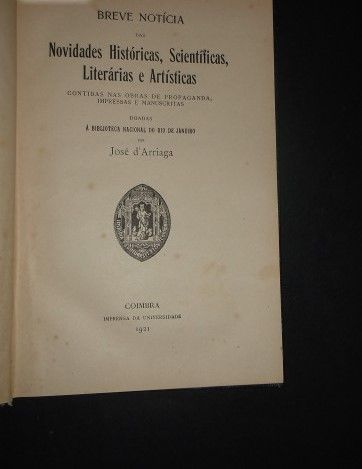 BREVE NOTÍCIA
DAS
Novidades Históricas, Scientíficas,
Literárias e Artísticas
CONTIDAS NAS OBRAS DE PROPAGANDA,
IMPRESSAS E MANUSCRITAS
DOADAS
Á BIBLIOTECA NACIONAL DO RIO DE JANEIRO
POR
José d'Arriaga
COIMBRA
IMPRENSA DA UNIVERSIDADE
1921